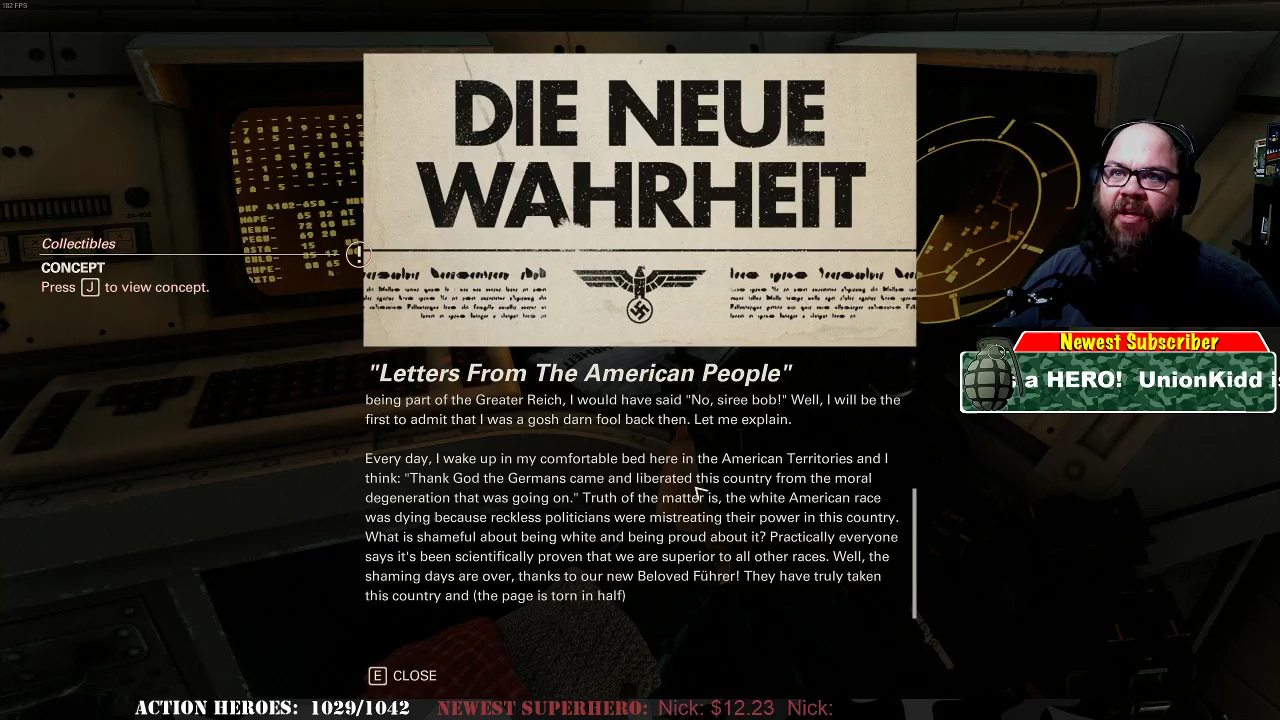 182 FPS
DIE NEUE
WAHRHEIT
Collectibles
CONCEPT
Press J to view concept.
"Letters From The American People"
being part of the Greater Reich, I would have said "No, siree bob!" Well, I will be the
first to admit that I was a gosh darn fool back then. Let me explain.
Every day, I wake up in my comfortable bed here in the American Territories and I
think: "Thank God the Germans came and liberated this country from the moral
degeneration that was going on." Truth of the matter is, the white American race
was dying because reckless politicians were mistreating their power in this country.
What is shameful about being white and being proud about it? Practically everyone
says it's been scientifically proven that we are superior to all other races. Well, the
shaming days are over, thanks to our new Beloved Führer! They have truly taken
this country and (the page is torn in half)
E CLOSE
Newest Subscriber
a HERO! UnionKidd
ACTION HEROES: 1029/1042 NEWEST SUPERHERO: Nick: $12.23 Nick: